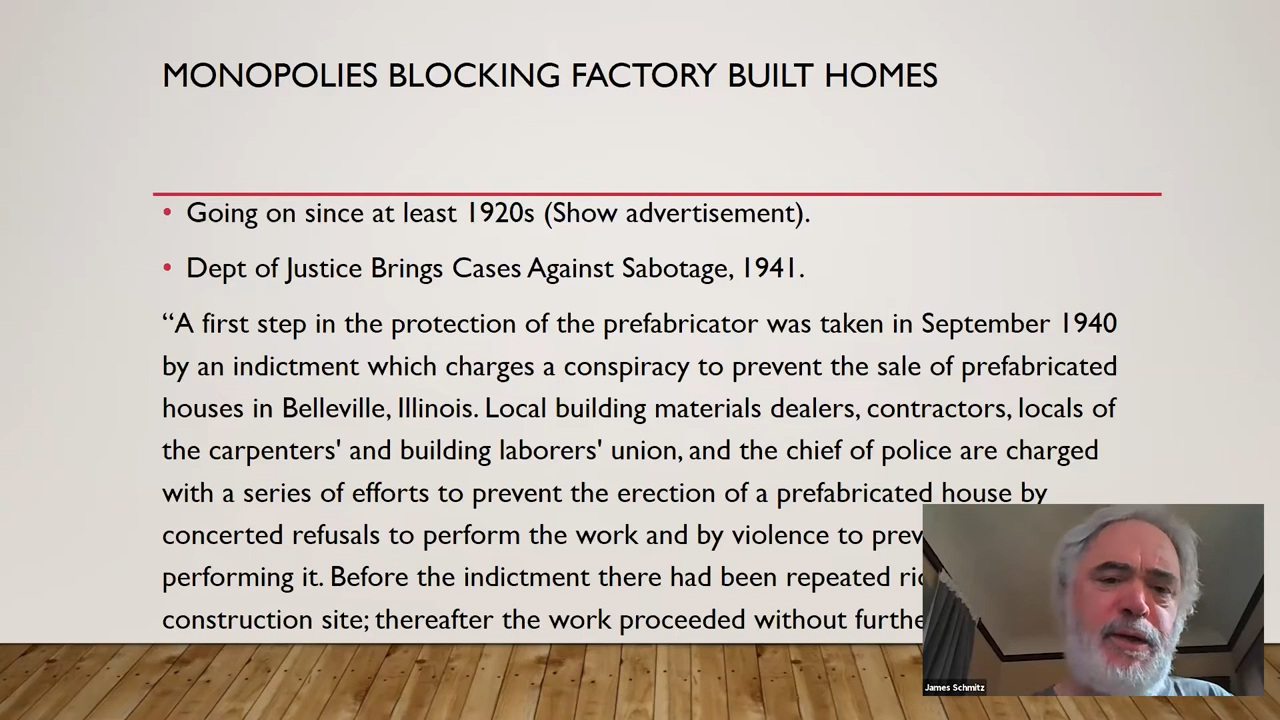 MONOPOLIES BLOCKING FACTORY BUILT HOMES
• Going on since at least 1920s (Show advertisement).
• Dept of Justice Brings Cases Against Sabotage, 1941.
“A first step in the protection of the prefabricator was taken in September 1940
by an indictment which charges a conspiracy to prevent the sale of prefabricated
houses in Belleville, Illinois. Local building materials dealers, contractors, locals of
the carpenters' and building laborers' union, and the chief of police are charged
with a series of efforts to prevent the erection of a prefabricated house by
concerted refusals to perform the work and by violence to
performing it. Before the indictment there had been repeated
construction site; thereafter the work proceeded without
James Schmitz